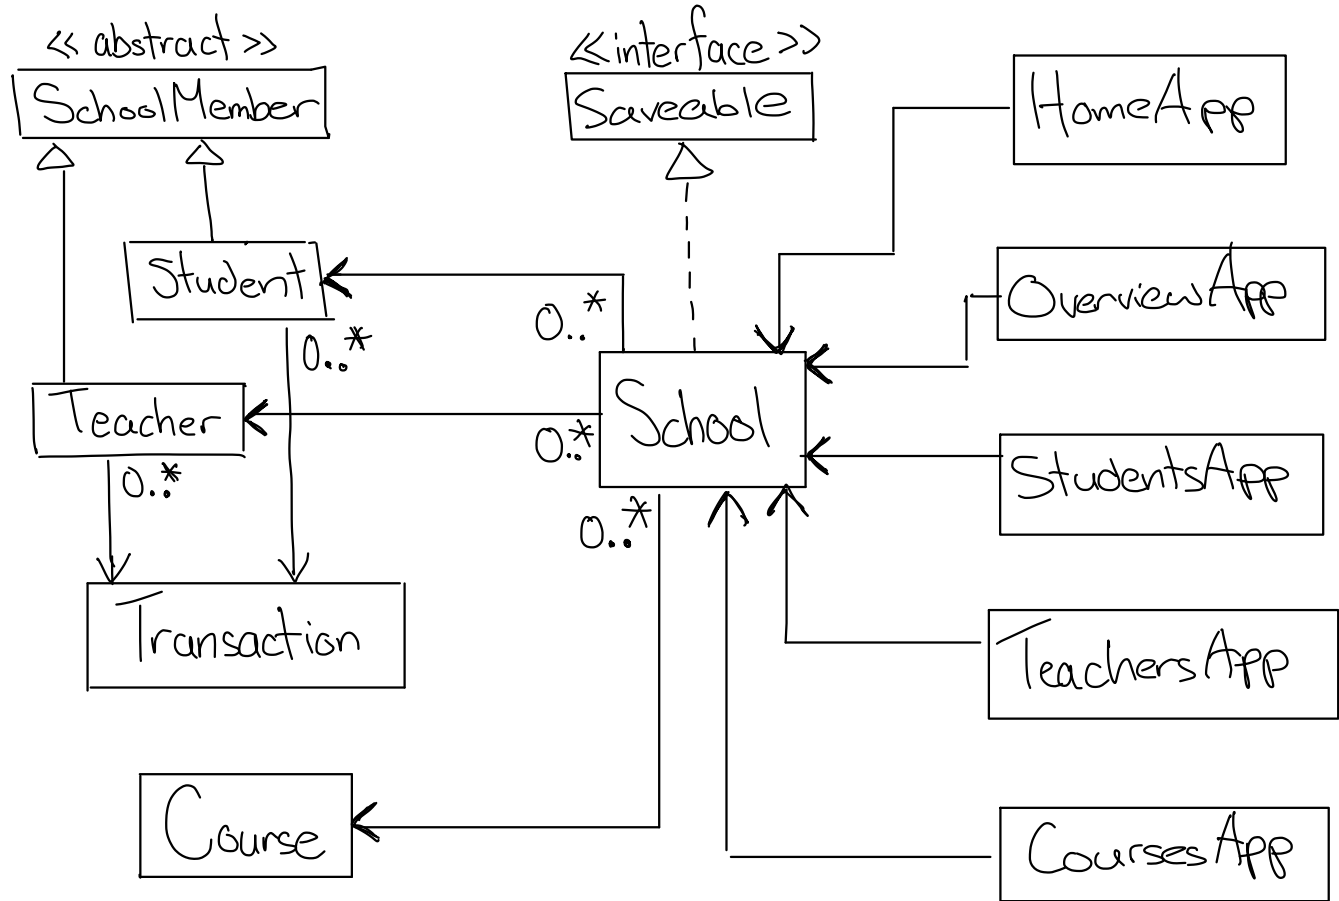 << abstract >>
SchoolMember
<<interface>>
Saveable
HomeApp
Student
0..*
0..*
OverviewApp
Teacher
0..*
0..*
School
StudentsApp
0..*
Transaction
TeachersApp
Course
CoursesApp